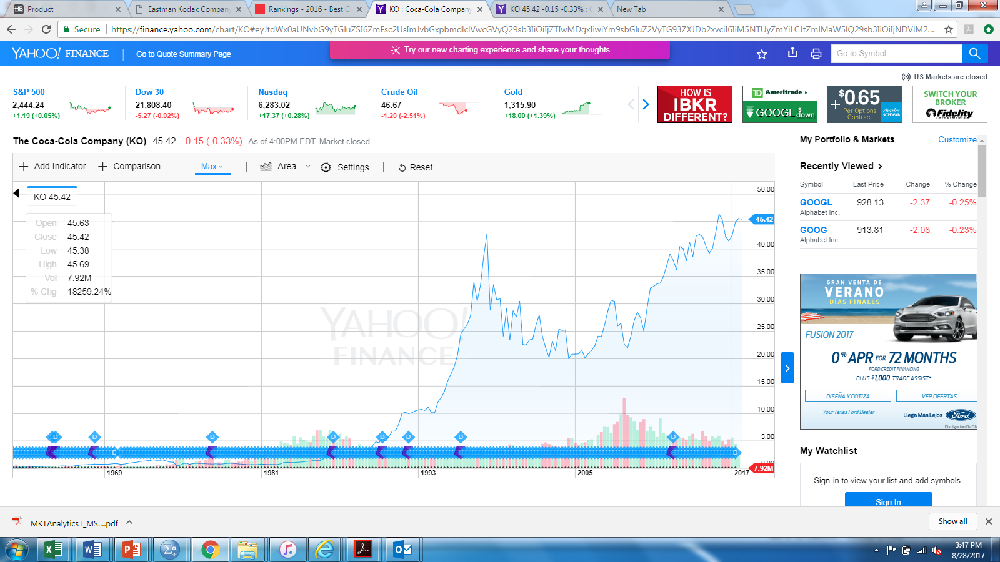 Product
Eastman Kodak Company
Rankings - 2016 - Best G
KO : Coca-Cola Company
KO 45.42 -0.15 -0.33% : C
New Tab
Secure
YAHOO! FINANCE
Go to Quote Summary Page
Try our new charting experience and share your thoughts
Go to Symbol
US Markets are closed
S&P 500
2,444.24
+1.19 (+0.05%)
Dow 30
21,808.40
-5.27 (-0.02%)
Nasdaq
6,283.02
+17.37 (+0.28%)
Crude Oil
46.67
-1.20 (-2.51%)
Gold
1,315.90
+18.00 (+1.39%)
HOW IS
IBKR
DIFFERENT?
TD Ameritrade
GOOGL is down
$0.65
Per Options
Contract
charles
SCHWAB
SWITCH YOUR
BROKER
Fidelity
INVESTMENTS
The Coca-Cola Company (KO) 45.42 -0.15 (-0.33%) As of 4:00PM EDT. Market closed.
Add Indicator
Comparison
Max
Area
Settings
Reset
KO 45.42
Open 45.63
Close 45.42
Low 45.38
High 45.69
Vol 7.92M
% Chg 18259.24%
YAHOO!
FINANCE
50.00
45.42
40.00
35.00
30.00
25.00
20.00
15.00
10.00
5.00
0.00
7.92M
D D D D D D D D
D
D
1969 1981 1993 2005 2017
My Portfolio & Markets
Customize
Recently Viewed
Symbol Last Price Change % Change
GOOGL 928.13 -2.37 -0.25%
Alphabet Inc.
GOOG 913.81 -2.08 -0.23%
Alphabet Inc.
GRAN VENTA DE
VERANO
DÍAS FINALES
FUSION 2017
0% APR FOR 72 MONTHS
FORD CREDIT FINANCING
PLUS $1,000 TRADE ASSIST*
DISEÑA Y COTIZA
VER OFERTAS
Your Texas Ford Dealer
Llega Más Lejos
Ford
Divulgación De Of
My Watchlist
Sign-in to view your list and add symbols.
Sign In
MKTAnalytics I_MS....pdf
Show all
3:47 PM
8/28/2017